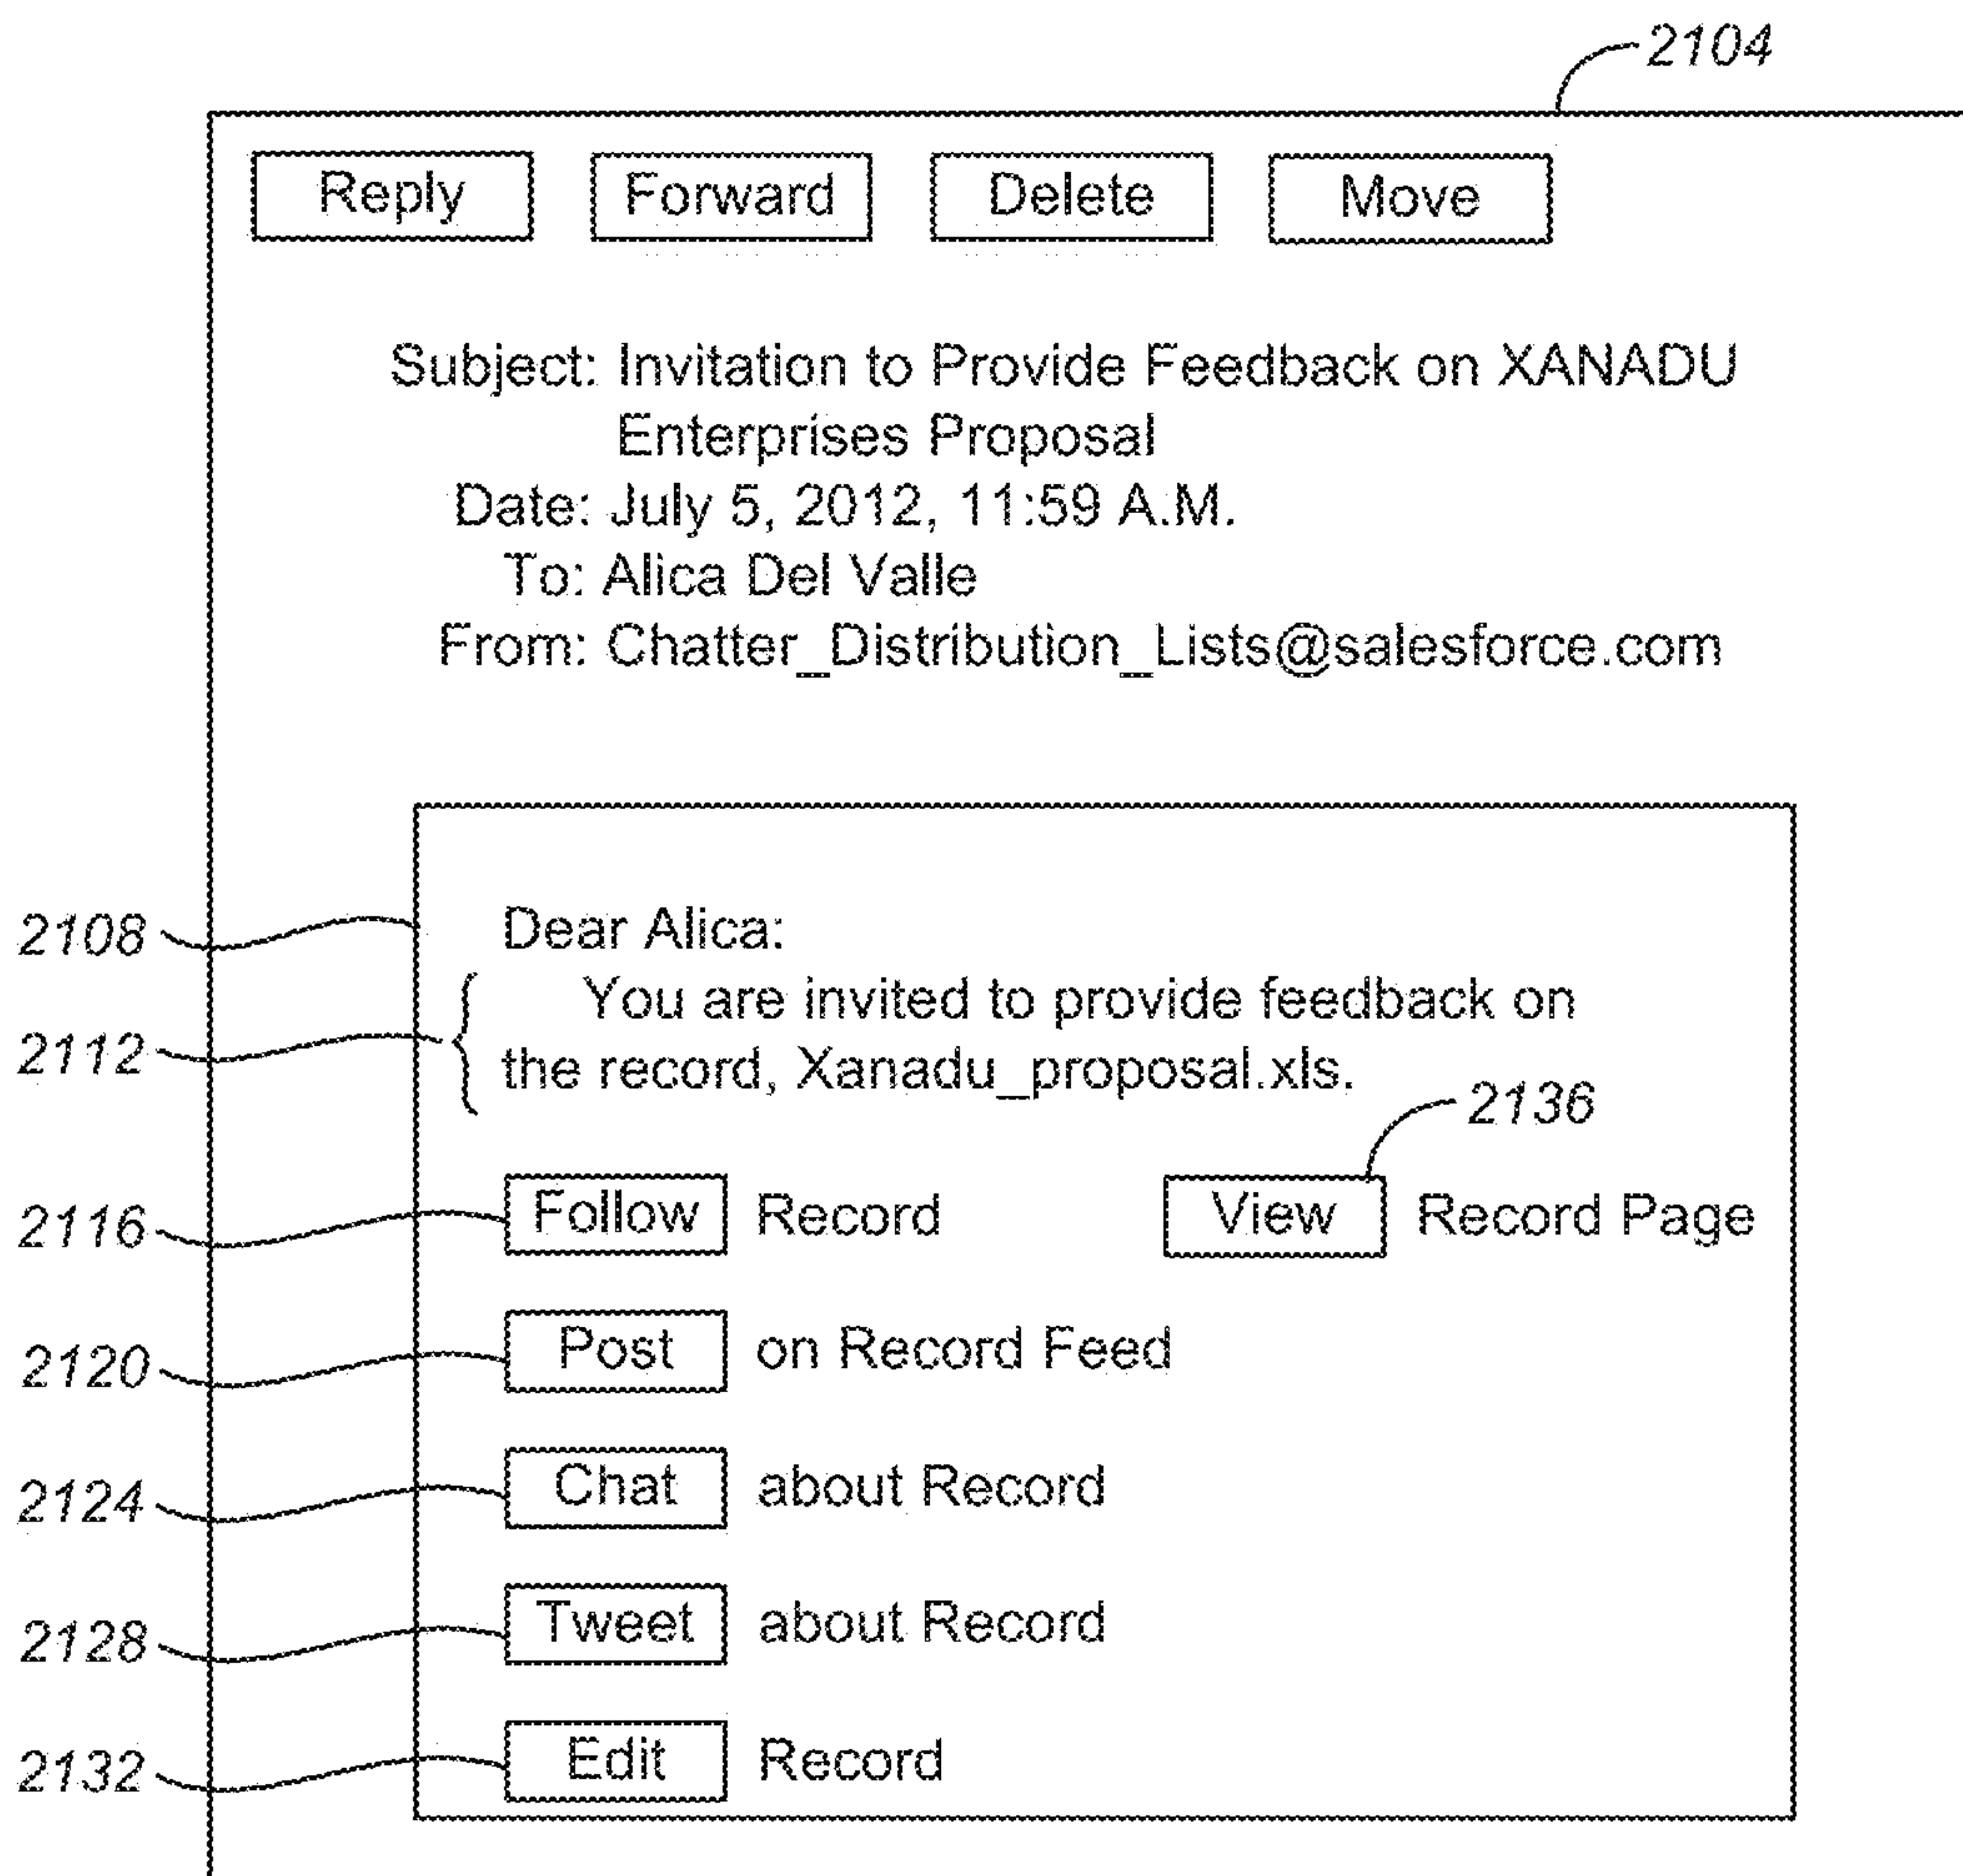 2104
Reply Forward Delete Move
Subject: Invitation to Provide Feedback on XANADU
Enterprises Proposal
Date: July 5, 2012, 11:59 A.M.
To: Alica Del Valle
From: Chatter_Distribution_Lists@salesforce.com
2108 Dear Alica:
You are invited to provide feedback on
2112 the record, Xanadu_proposal.xls.
2136
2116 Follow Record View Record Page
2120 Post on Record Feed
2124 Chat about Record
2128 Tweet about Record
2132 Edit Record